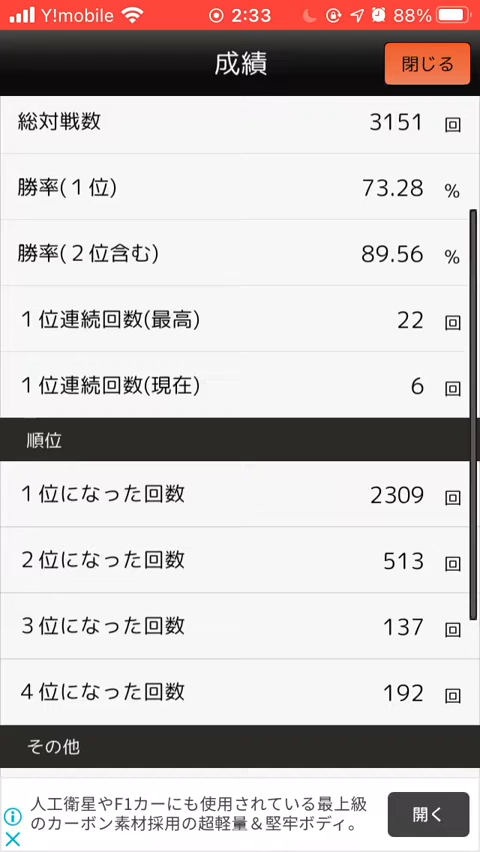 Y!mobile 2:33 88%
成績
閉じる
総対戦数 3151 回
勝率(１位) 73.28 %
勝率(２位含む) 89.56 %
１位連続回数(最高) 22 回
１位連続回数(現在) 6 回
順位
１位になった回数 2309 回
２位になった回数 513 回
３位になった回数 137 回
４位になった回数 192 回
その他
人工衛星やF1カーにも使用されている最上級
のカーボン素材採用の超軽量＆堅牢ボディ。
開く